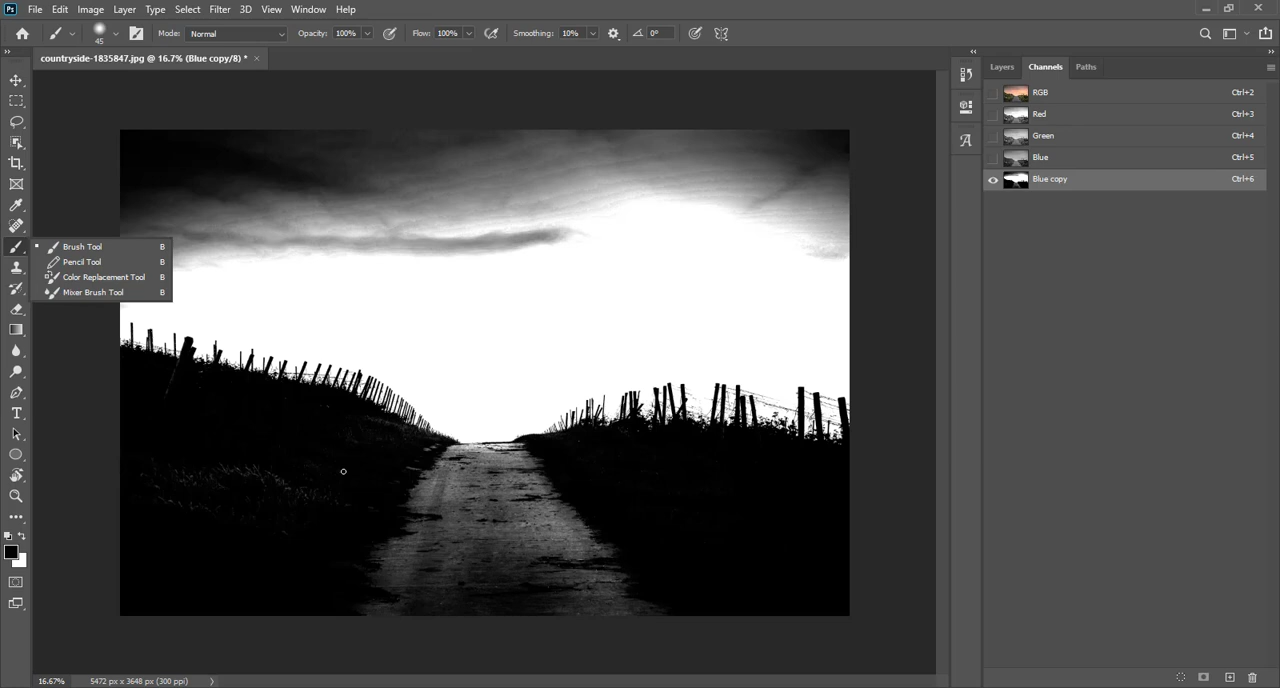 Ps File Edit Image Layer Type Select Filter 3D View Window Help
45 Mode: Normal Opacity: 100% Flow: 100% Smoothing: 10% 0°
countryside-1835847.jpg @ 16.7% (Blue copy/8) * ×
Layers Channels Paths
RGB Ctrl+2
Red Ctrl+3
Green Ctrl+4
Blue Ctrl+5
Blue copy Ctrl+6
Brush Tool B
Pencil Tool B
Color Replacement Tool B
Mixer Brush Tool B
16.67% 5472 px x 3648 px (300 ppi)